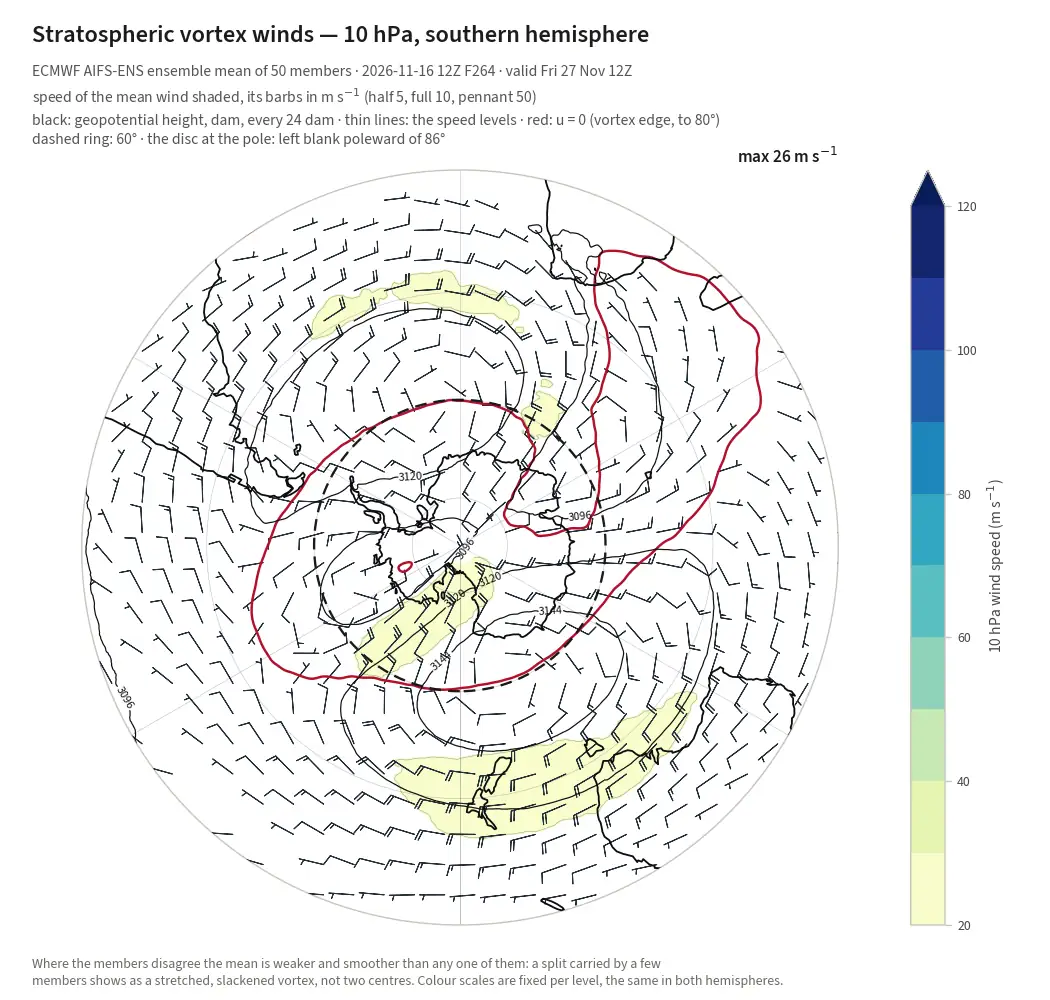 Stratospheric vortex winds — 10 hPa, southern hemisphere
ECMWF AIFS-ENS ensemble mean of 50 members · 2026-11-16 12Z F264 · valid Fri 27 Nov 12Z
speed of the mean wind shaded, its barbs in m s⁻¹ (half 5, full 10, pennant 50)
black: geopotential height, dam, every 24 dam · thin lines: the speed levels · red: u = 0 (vortex edge, to 80°)
dashed ring: 60° · the disc at the pole: left blank poleward of 86°
max 26 m s⁻¹
120
100
80
60
40
20
10 hPa wind speed (m s⁻¹)
3120
3096
3096
3120
3120
3144
3144
3096
Where the members disagree the mean is weaker and smoother than any one of them: a split carried by a few
members shows as a stretched, slackened vortex, not two centres. Colour scales are fixed per level, the same in both hemispheres.